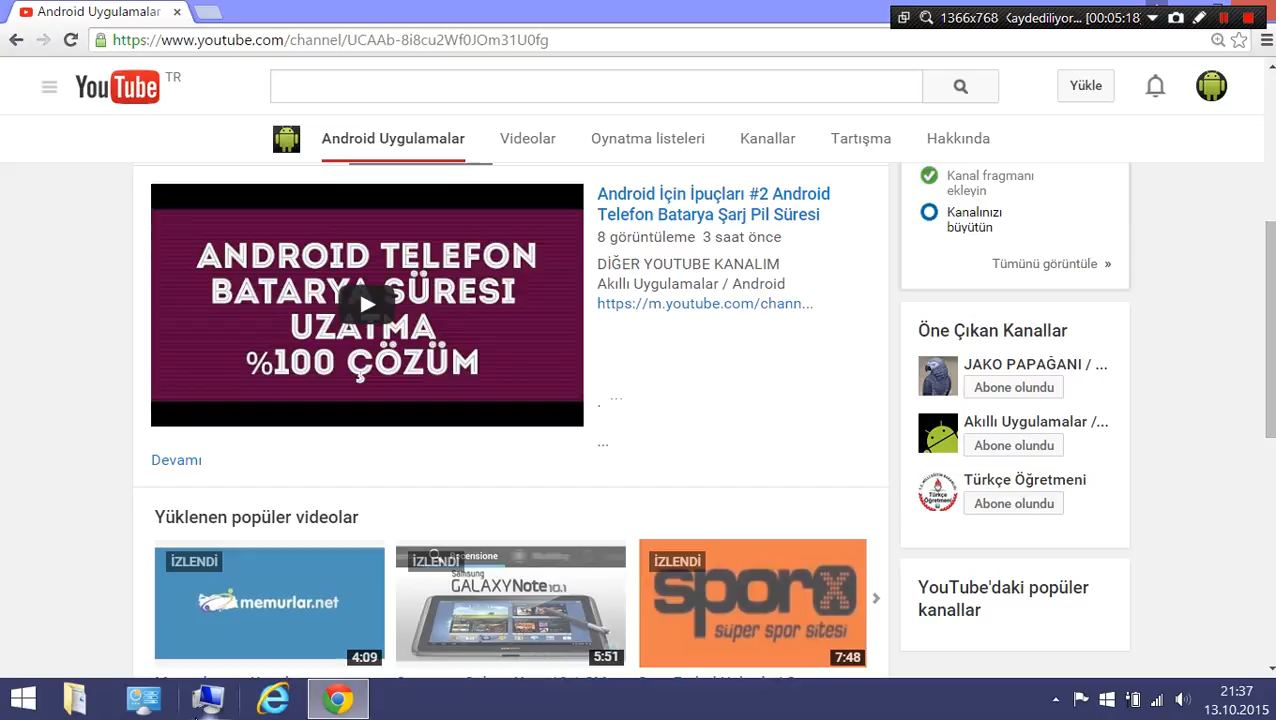 Android Uygulamalar
1366x768 Kaydediliyor... [00:05:18]
https://www.youtube.com/channel/UCAAb-8i8cu2Wf0JOm31U0fg
YouTube TR
Yükle
Android Uygulamalar
Videolar
Oynatma listeleri
Kanallar
Tartışma
Hakkında
ANDROID TELEFON
BATARYA SÜRESI
UZATMA
%100 ÇÖZÜM
Android İçin İpuçları #2 Android
Telefon Batarya Şarj Pil Süresi
8 görüntüleme 3 saat önce
DİĞER YOUTUBE KANALIM
Akıllı Uygulamalar / Android
https://m.youtube.com/chann...
. ...
...
Devamı
Kanal fragmanı
ekleyin
Kanalınızı
büyütün
Tümünü görüntüle »
Öne Çıkan Kanallar
JAKO PAPAĞANI / ...
Abone olundu
Akıllı Uygulamalar /...
Abone olundu
Türkçe Öğretmeni
Abone olundu
YouTube'daki popüler
kanallar
Yüklenen popüler videolar
İZLENDİ
memurlar.net
4:09
İZLENDİ
Recensione
Samsung
GALAXY Note 10.1
5:51
İZLENDİ
sporx
süper spor sitesi
7:48
21:37
13.10.2015